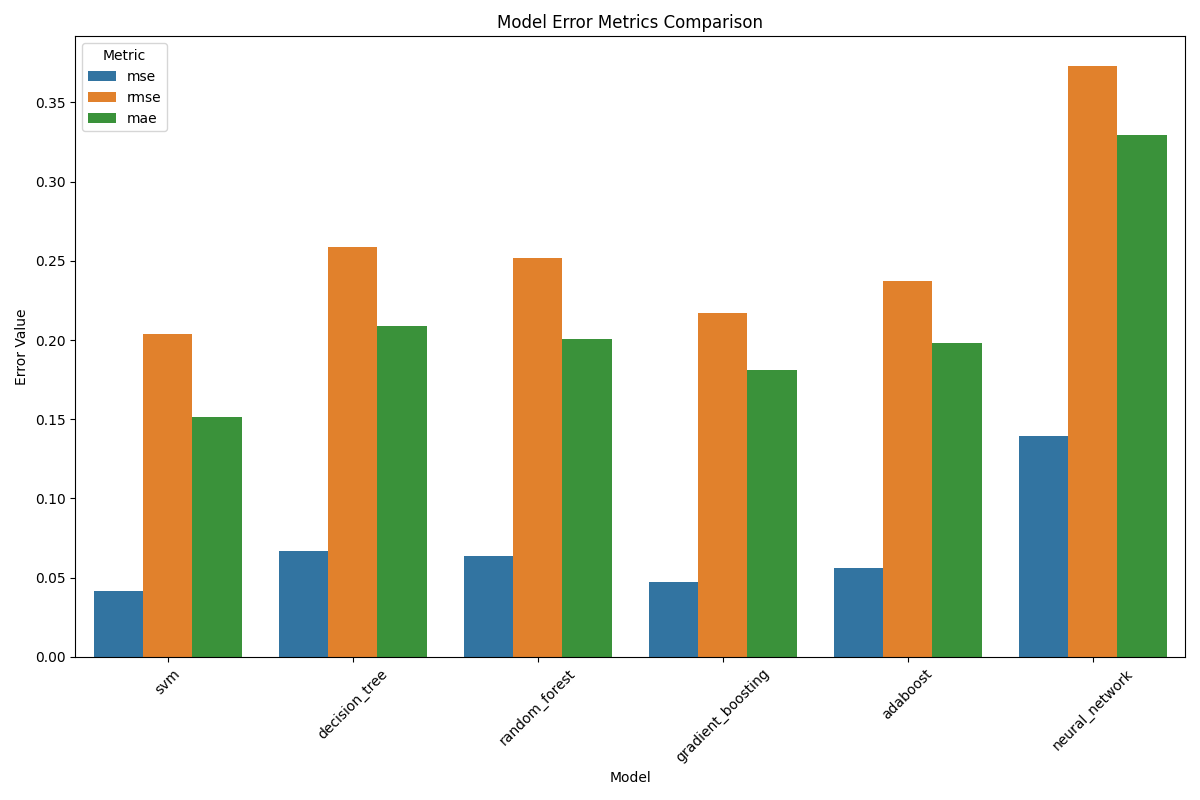 Model Error Metrics Comparison
Metric
mse
rmse
mae
Error Value
0.35
0.30
0.25
0.20
0.15
0.10
0.05
0.00
svm
decision_tree
random_forest
gradient_boosting
adaboost
neural_network
Model